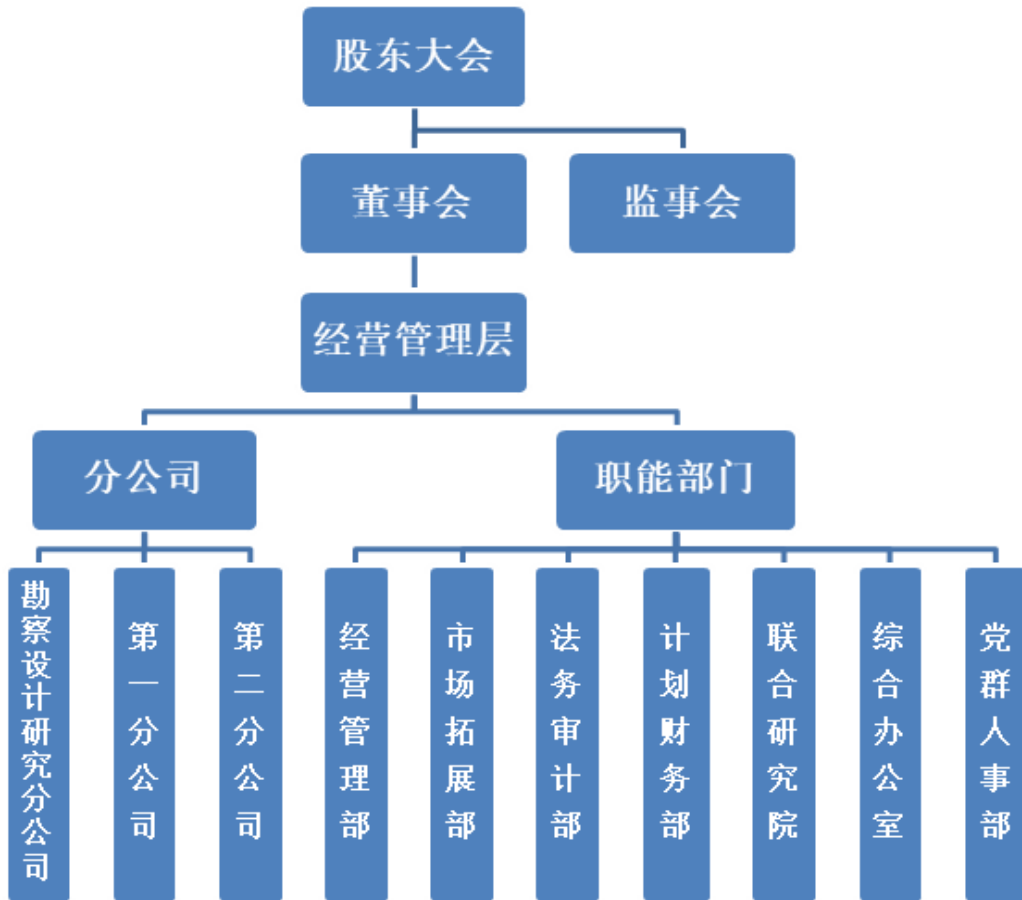 股东大会
董事会
监事会
经营管理层
分公司
职能部门
勘察设计研究分公司
第一分公司
第二分公司
经营管理部
市场拓展部
法务审计部
计划财务部
联合研究院
综合办公室
党群人事部